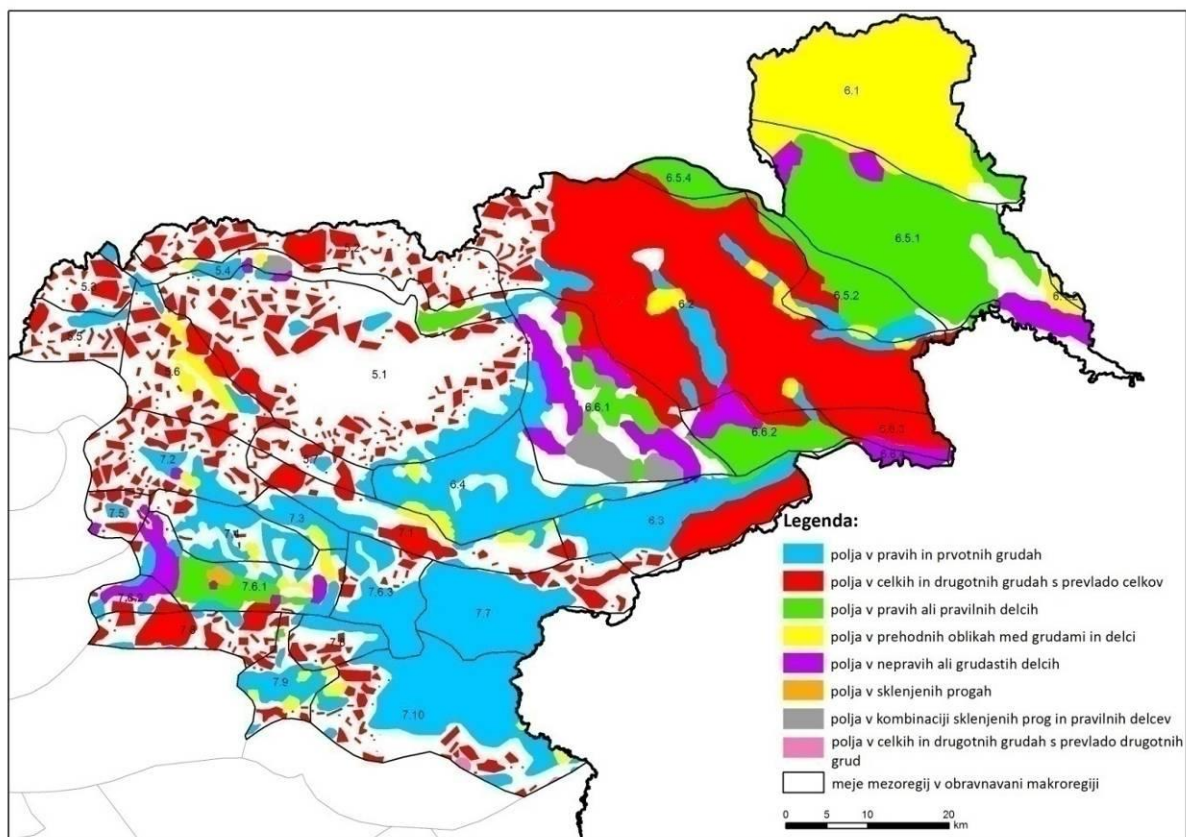 6.1
6.5.4
6.5.1
5.2
5.4
5.3
6.2
6.5.2
5.1
6.6.1
6.6.2
7.2
5.7
6.4
7.5
7.3
7.4
7.1
6.3
7.6.1
7.6.3
7.7
7.9
7.10
Legenda:
polja v pravih in prvotnih grudah
polja v celkih in drugotnih grudah s prevlado celkov
polja v pravih ali pravilnih delcih
polja v prehodnih oblikah med grudami in delci
polja v nepravih ali grudastih delcih
polja v sklenjenih progah
polja v kombinaciji sklenjenih prog in pravilnih delcev
polja v celkih in drugotnih grudah s prevlado drugotnih
grud
meje mezoregij v obravnavani makroregiji
0 10 20
km